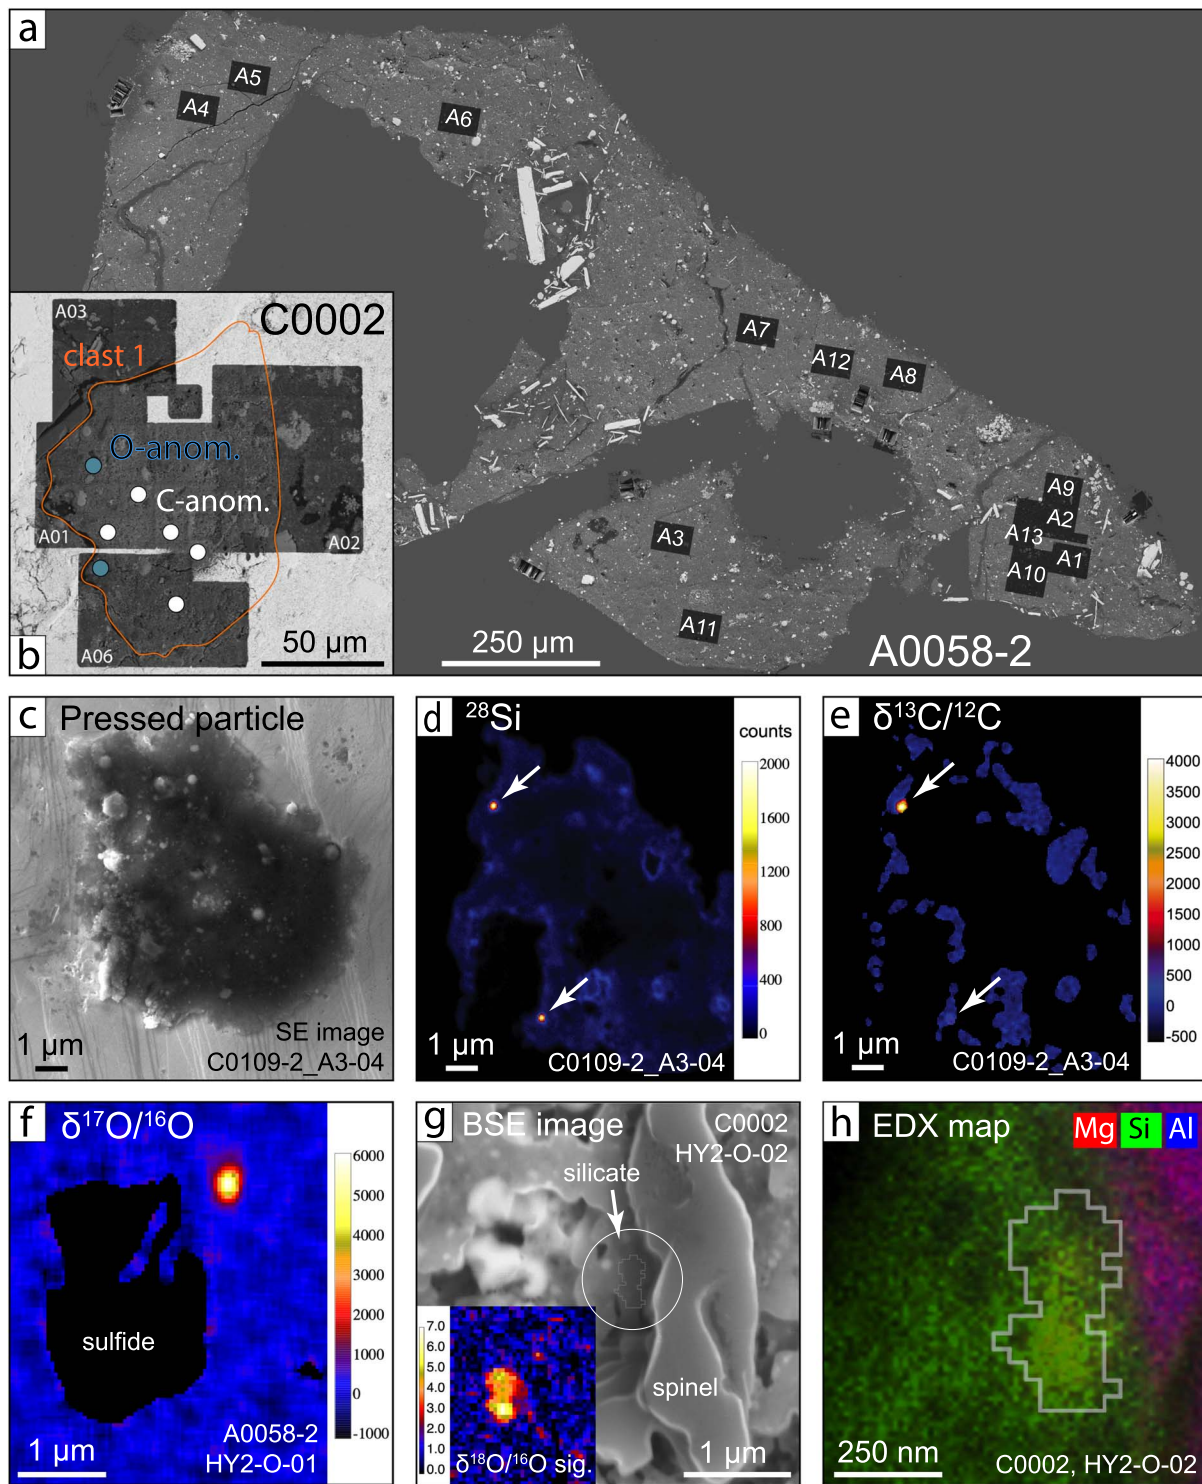 a
A5
A4
A6
A7
A12
A8
A9
A2
A13
A1
A10
A3
A11
250 µm
A0058-2
b
C0002
A03
clast 1
O-anom.
C-anom.
A01
A02
A06
50 µm
c Pressed particle
1 µm
SE image
C0109-2_A3-04
d ²⁸Si
counts
2000
1600
1200
800
400
0
1 µm
C0109-2_A3-04
e δ¹³C/¹²C
4000
3500
3000
2500
2000
1500
1000
500
0
-500
1 µm
C0109-2_A3-04
f δ¹⁷O/¹⁶O
6000
5000
4000
3000
2000
1000
0
-1000
sulfide
1 µm
A0058-2
HY2-O-01
g BSE image
C0002
HY2-O-02
silicate
7.0
6.0
5.0
4.0
3.0
2.0
1.0
0.0
δ¹⁸O/¹⁶O sig.
spinel
1 µm
h EDX map
Mg Si Al
250 nm
C0002, HY2-O-02